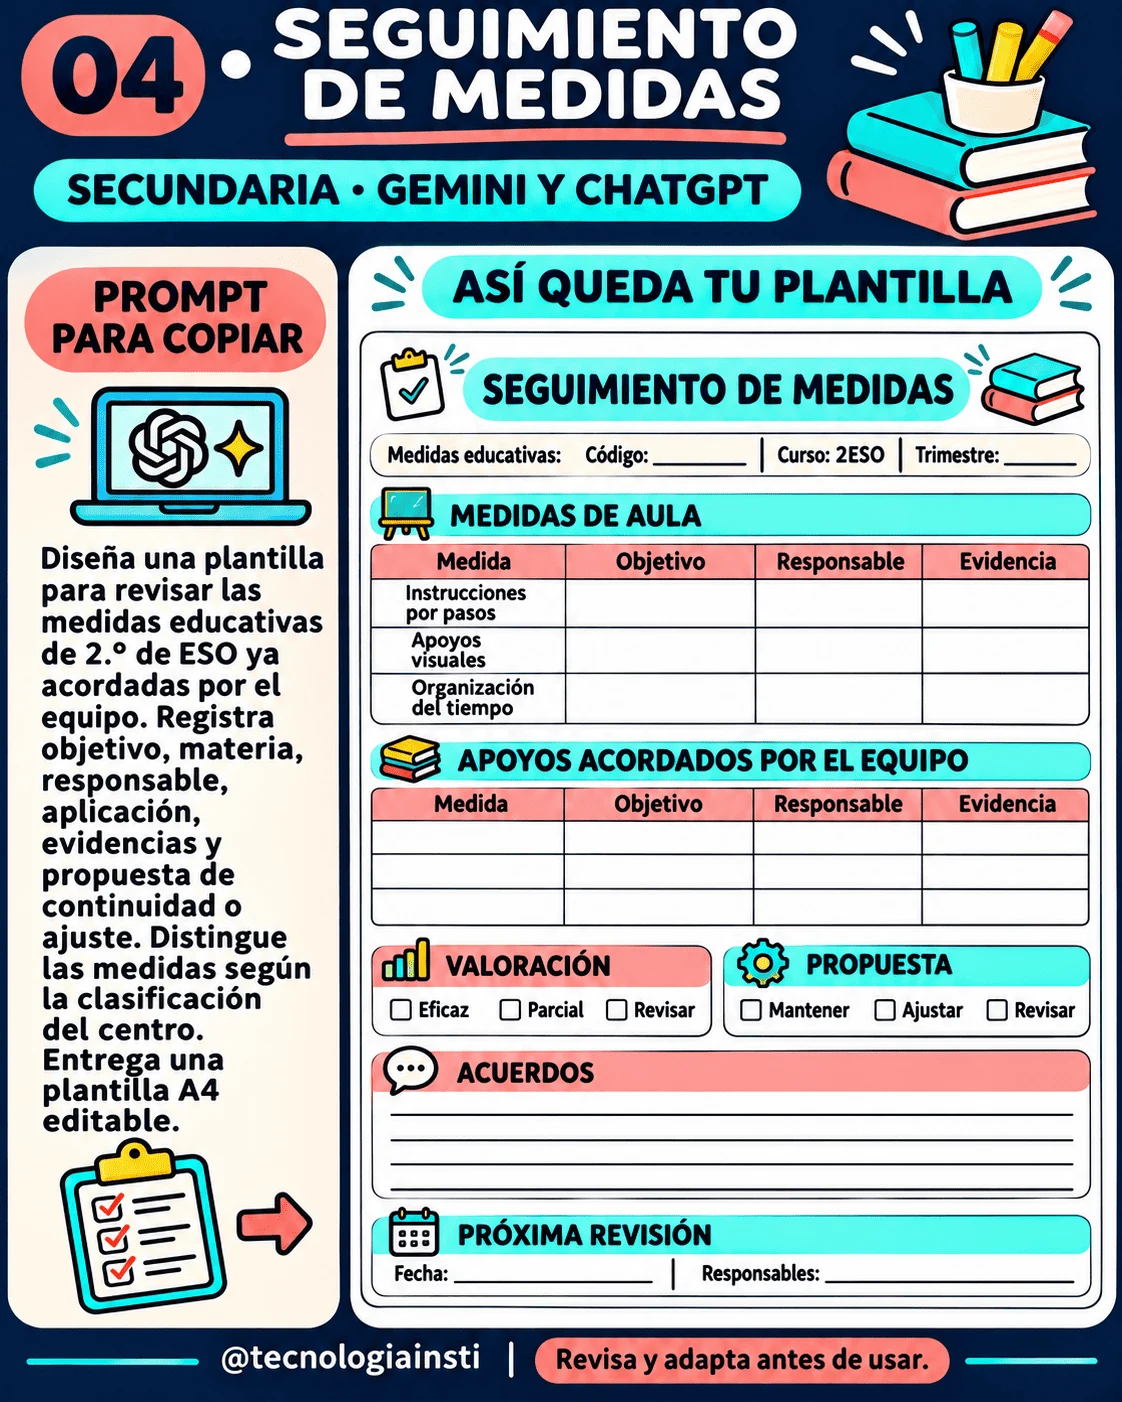 04 • SEGUIMIENTO
DE MEDIDAS
SECUNDARIA • GEMINI Y CHATGPT
PROMPT
PARA COPIAR
Diseña una plantilla
para revisar las
medidas educativas
de 2.º de ESO ya
acordadas por el
equipo. Registra
objetivo, materia,
responsable,
aplicación,
evidencias y
propuesta de
continuidad o
ajuste. Distingue
las medidas según
la clasificación
del centro.
Entrega una
plantilla A4
editable.
ASÍ QUEDA TU PLANTILLA
SEGUIMIENTO DE MEDIDAS
Medidas educativas: Código: ________ | Curso: 2ESO | Trimestre: ______
MEDIDAS DE AULA
Medida Objetivo Responsable Evidencia
Instrucciones
por pasos
Apoyos
visuales
Organización
del tiempo
APOYOS ACORDADOS POR EL EQUIPO
Medida Objetivo Responsable Evidencia
VALORACIÓN
Eficaz Parcial Revisar
PROPUESTA
Mantener Ajustar Revisar
ACUERDOS
PRÓXIMA REVISIÓN
Fecha: ________________ | Responsables: ____________________
@tecnologiainsti | Revisa y adapta antes de usar.